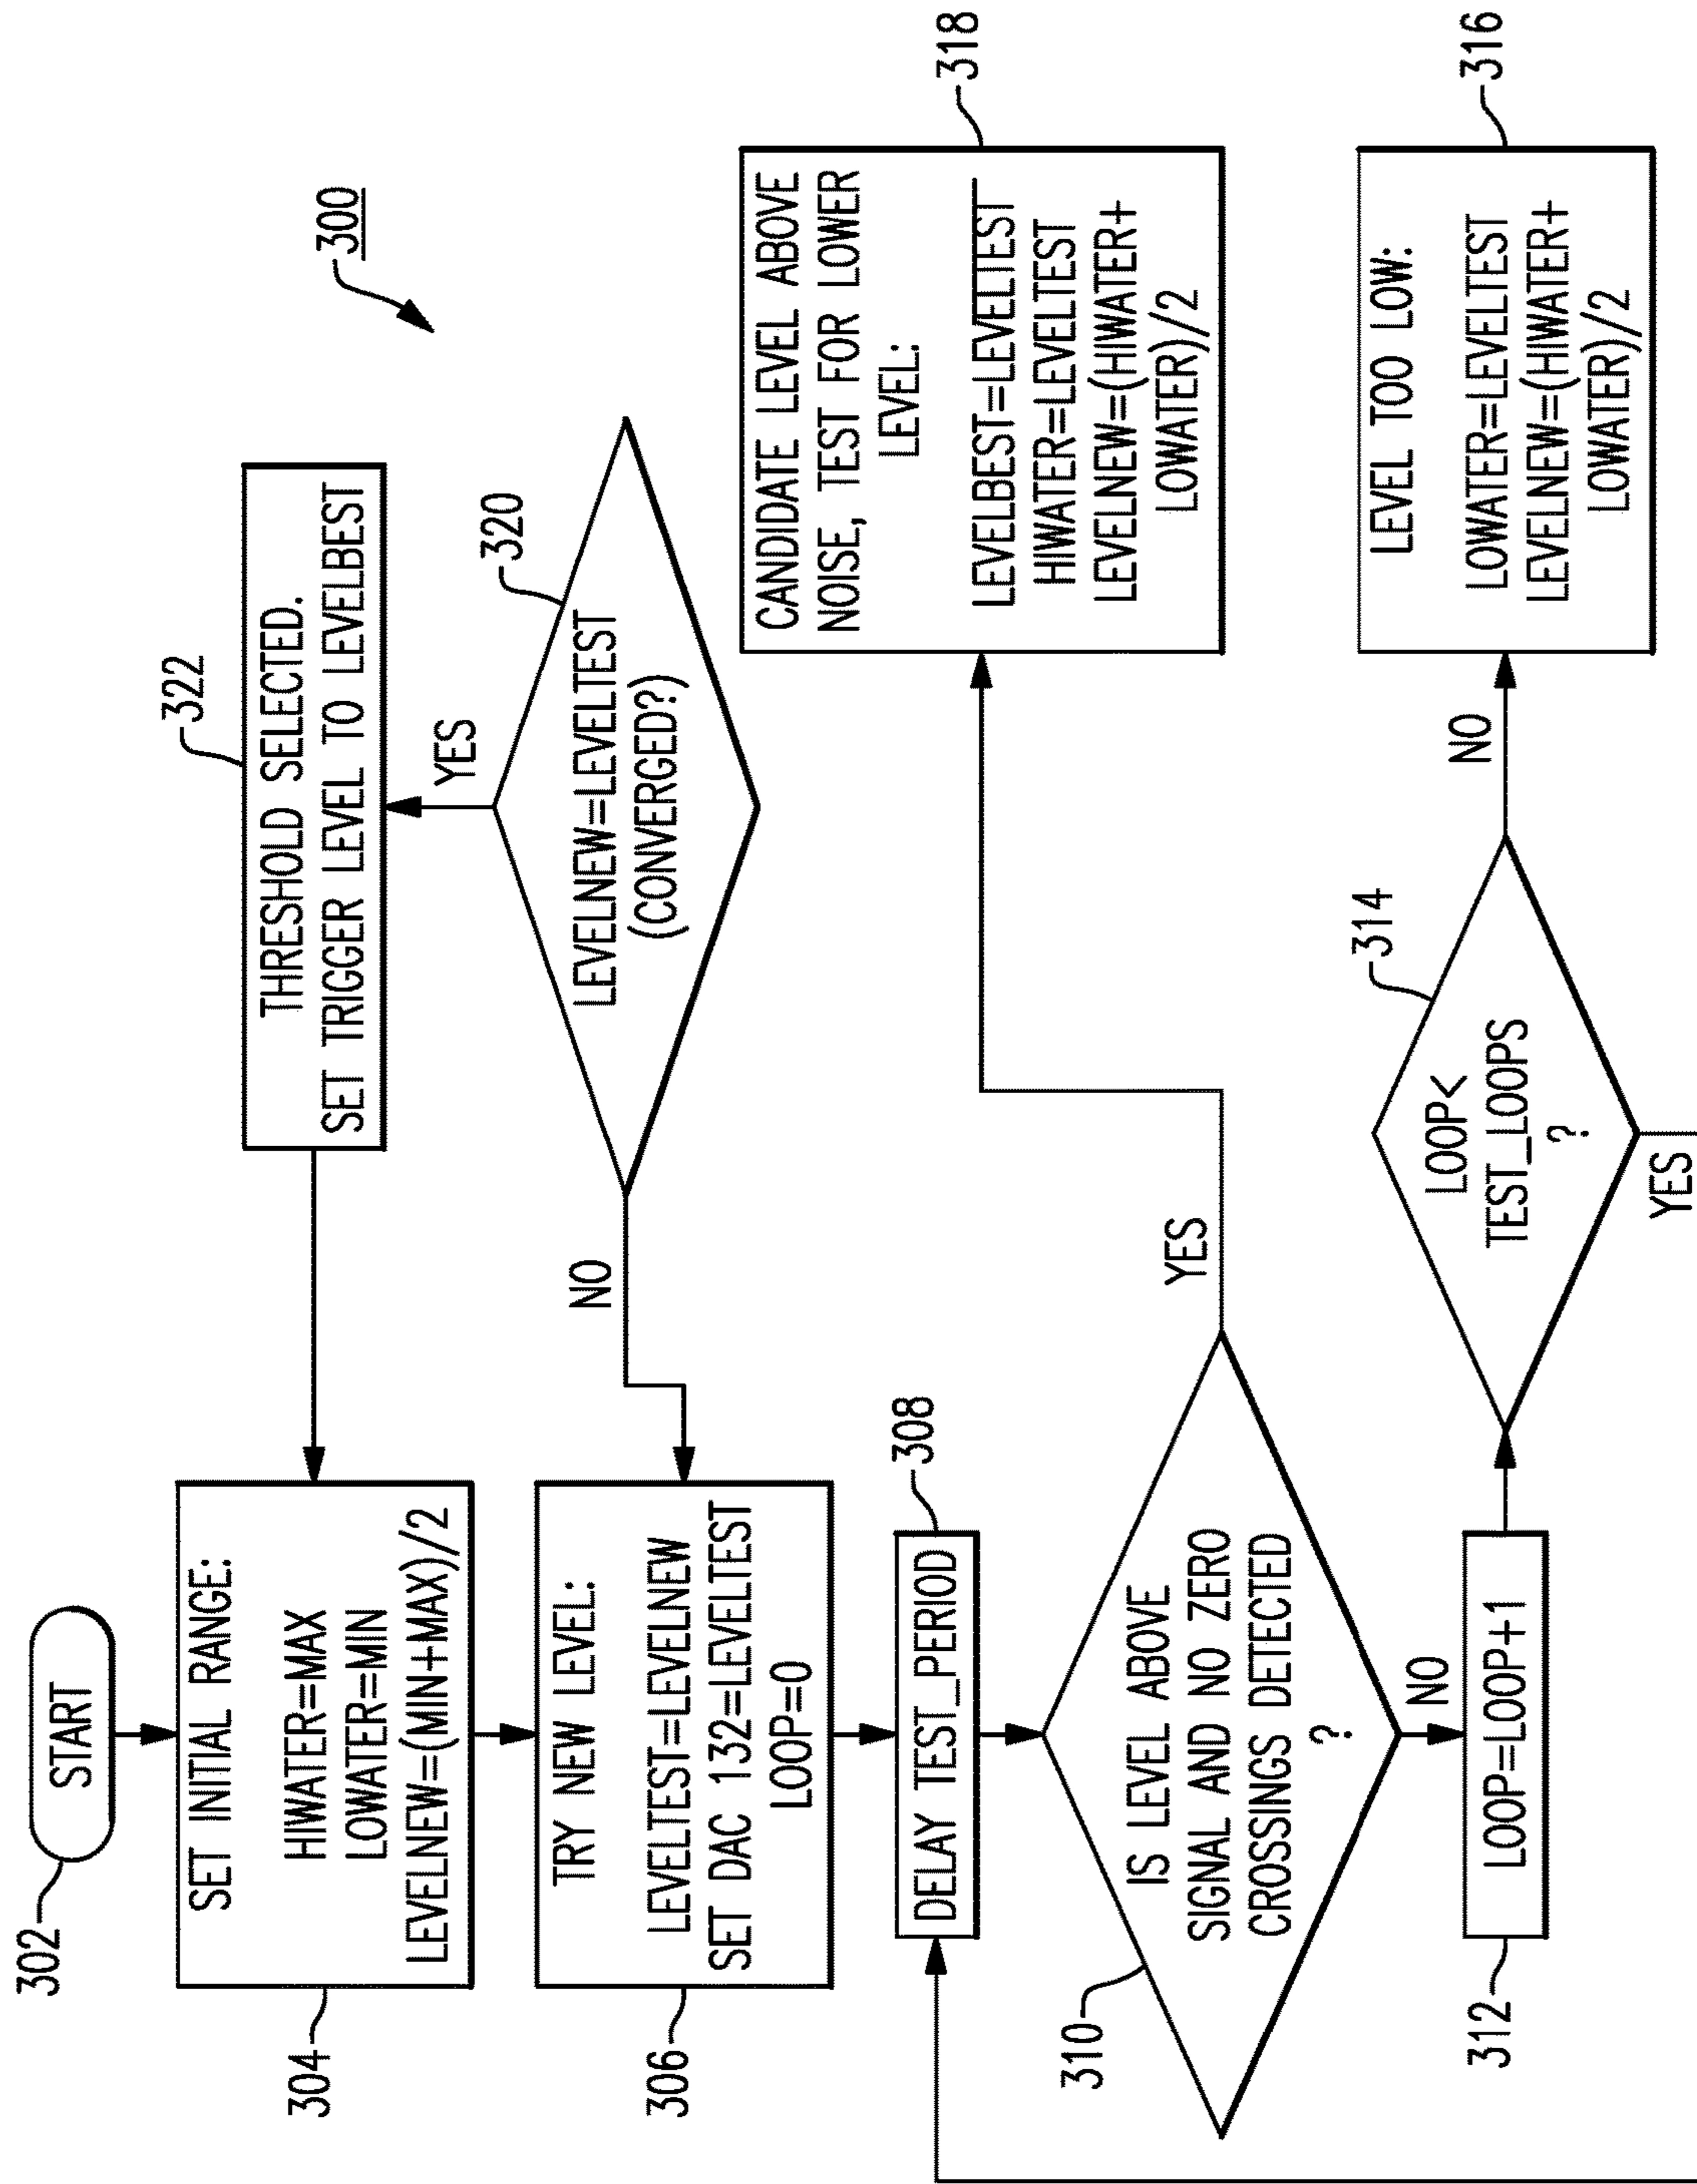 300
302
START
304
SET INITIAL RANGE:
HIWATER=MAX
LOWATER=MIN
LEVELNEW=(MIN+MAX)/2
306
TRY NEW LEVEL:
LEVELTEST=LEVELNEW
SET DAC 132=LEVELTEST
LOOP=0
308
DELAY TEST_PERIOD
310
IS LEVEL ABOVE
SIGNAL AND NO ZERO
CROSSINGS DETECTED
?
YES
NO
312
LOOP=LOOP+1
314
LOOP<
TEST_LOOPS
?
YES
NO
316
LEVEL TOO LOW:
LOWATER=LEVELTEST
LEVELNEW=(HIWATER+
LOWATER)/2
318
CANDIDATE LEVEL ABOVE
NOISE, TEST FOR LOWER
LEVEL:
LEVELBEST=LEVELTEST
HIWATER=LEVELTEST
LEVELNEW=(HIWATER+
LOWATER)/2
320
LEVELNEW=LEVELTEST
(CONVERGED?)
NO
YES
322
THRESHOLD SELECTED.
SET TRIGGER LEVEL TO LEVELBEST